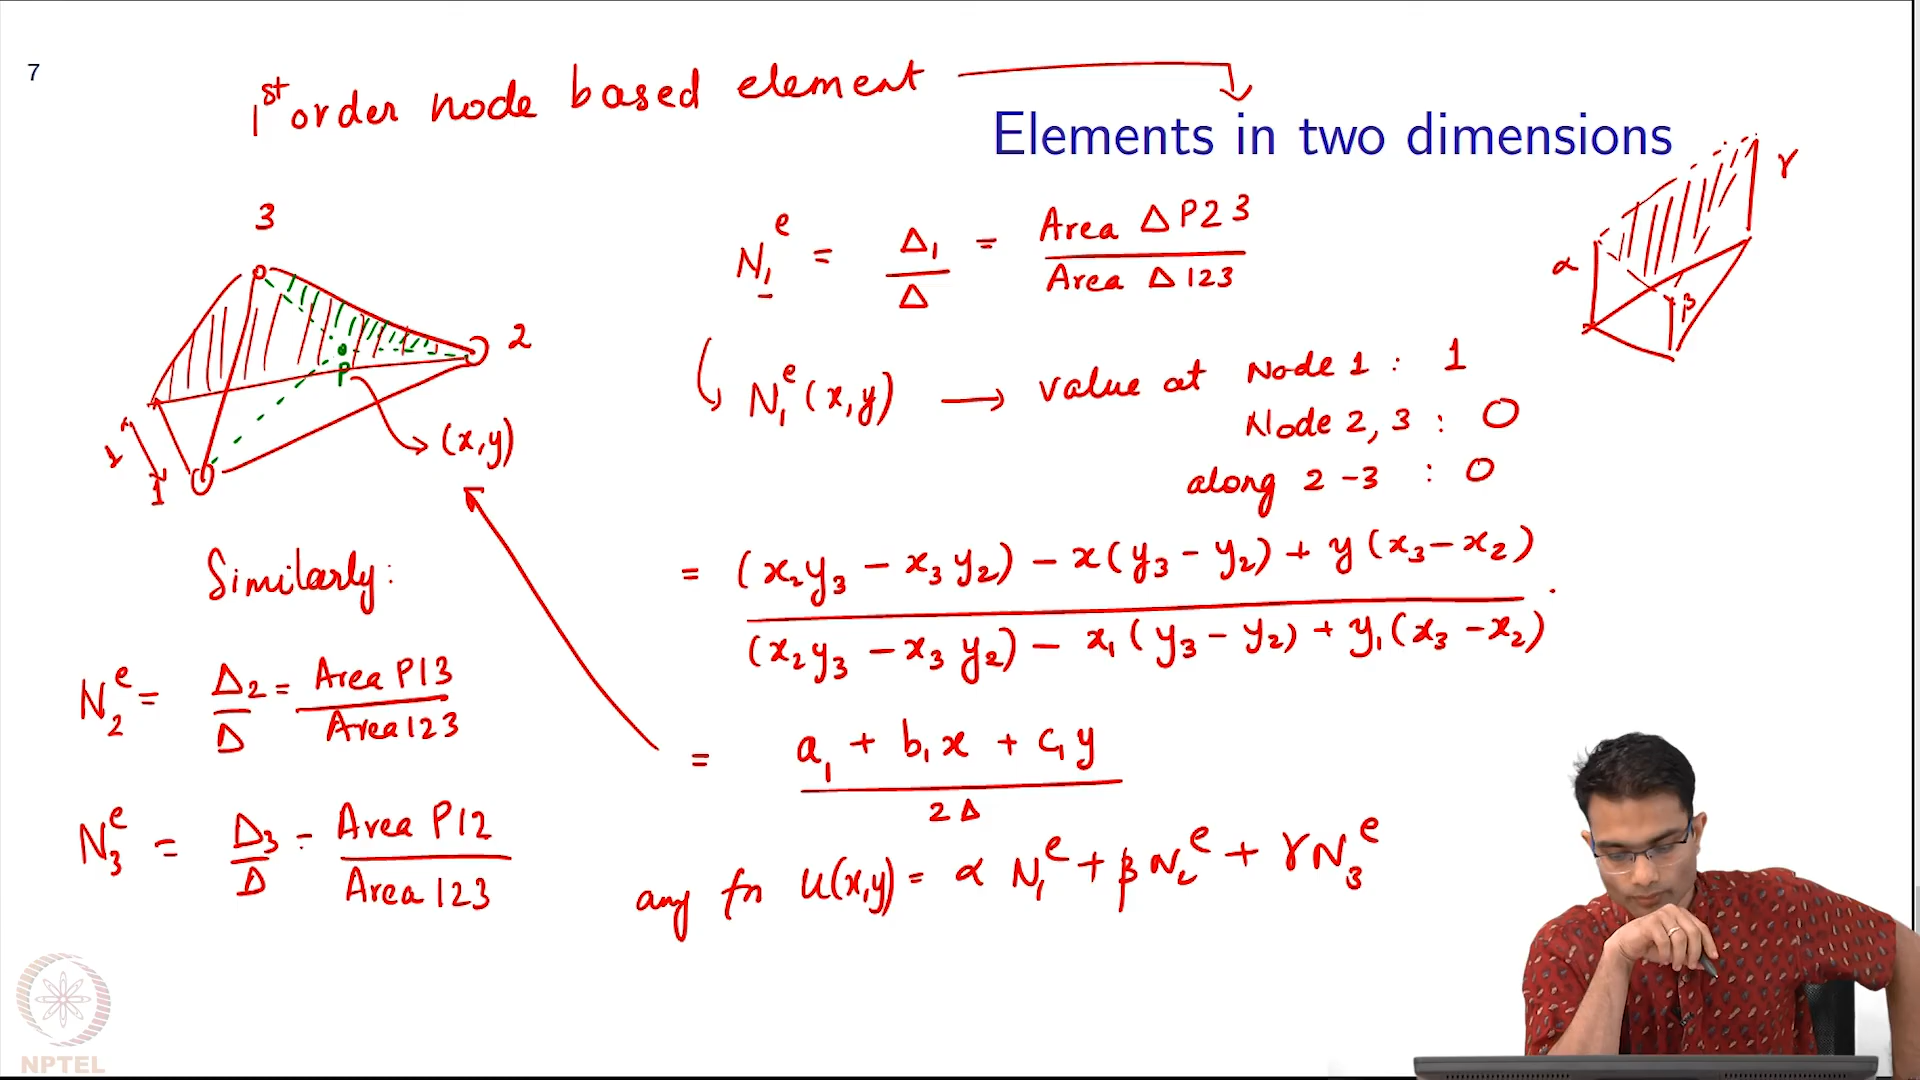 7
1st order node based element
Elements in two dimensions
3
2
1
1
P
(x,y)
α
β
γ
N₁ᵉ = Δ₁/Δ = Area ΔP23 / Area Δ123
N₁ᵉ(x,y) → value at Node 1 : 1
Node 2, 3 : 0
along 2-3 : 0
= (x₂y₃ - x₃y₂) - x(y₃ - y₂) + y(x₃ - x₂) / (x₂y₃ - x₃y₂) - x₁(y₃ - y₂) + y₁(x₃ - x₂)
= a₁ + b₁x + c₁y / 2Δ
Similarly:
N₂ᵉ = Δ₂/Δ = Area P13 / Area 123
N₃ᵉ = Δ₃/Δ = Area P12 / Area 123
any fn u(x,y) = α N₁ᵉ + β N₂ᵉ + γ N₃ᵉ
NPTEL